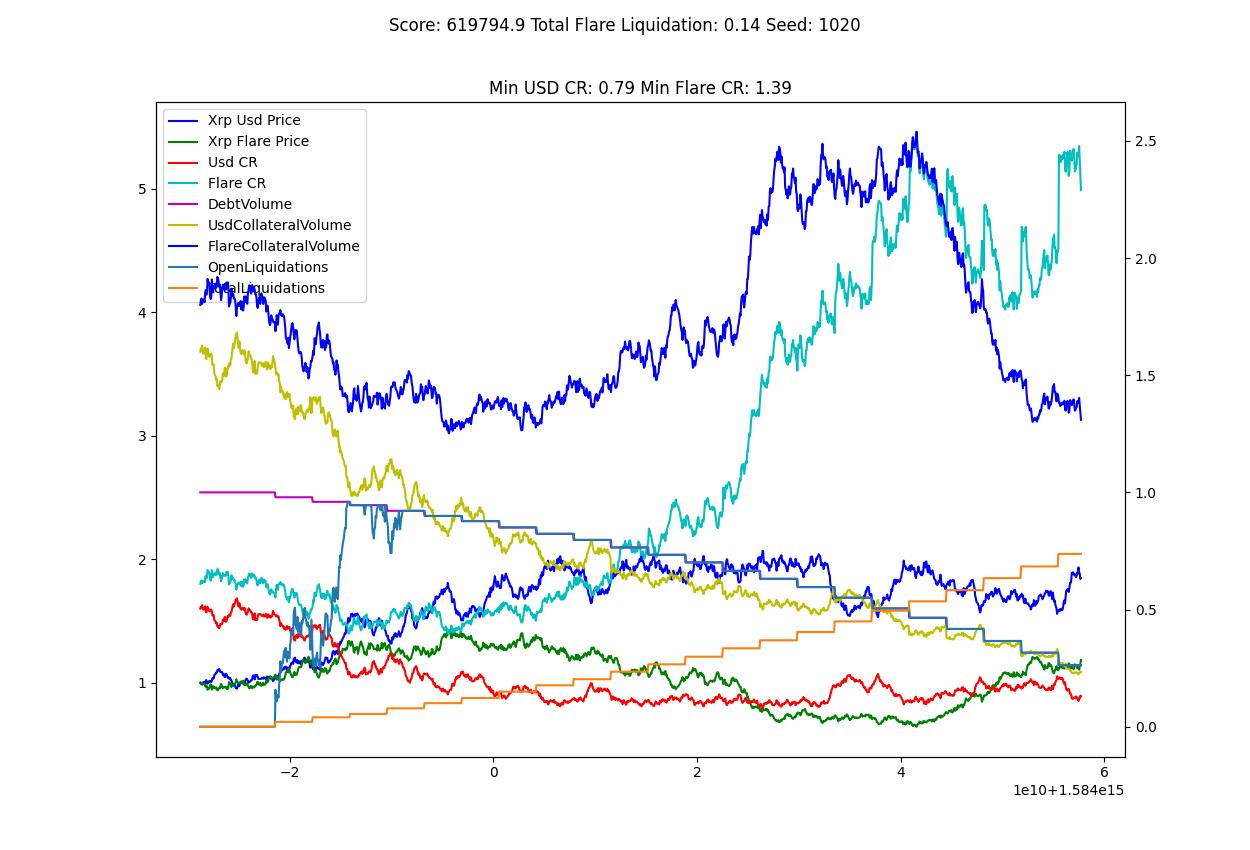 Score: 619794.9 Total Flare Liquidation: 0.14 Seed: 1020
Min USD CR: 0.79 Min Flare CR: 1.39
Xrp Usd Price
Xrp Flare Price
Usd CR
Flare CR
DebtVolume
UsdCollateralVolume
FlareCollateralVolume
OpenLiquidations
TotalLiquidations
5
4
3
2
1
2.5
2.0
1.5
1.0
0.5
0.0
−2
0
2
4
6
1e10+1.584e15